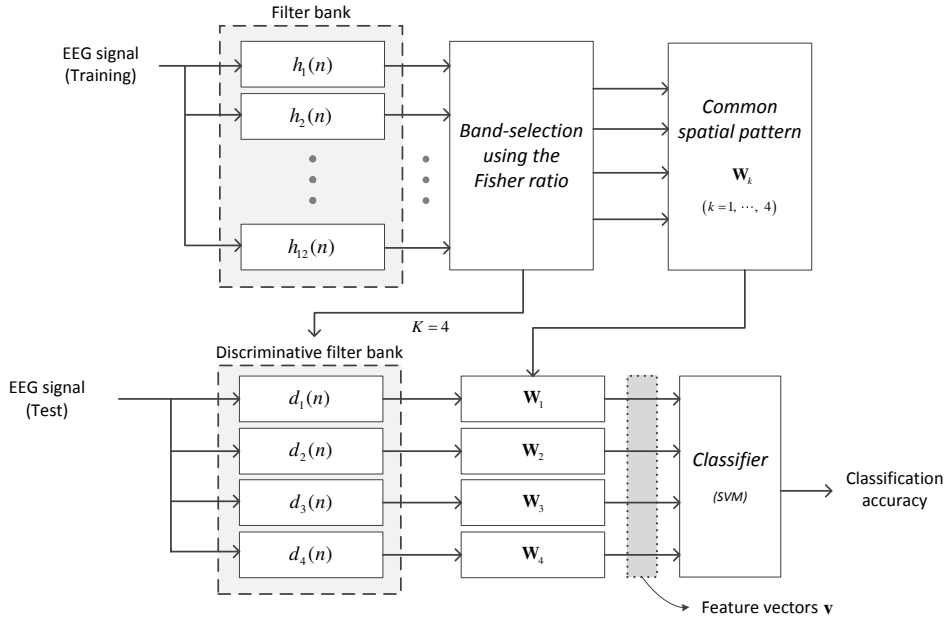 Filter bank
EEG signal
(Training)
h₁(n)
h₂(n)
h₁₂(n)
Band-selection
using the
Fisher ratio
Common
spatial pattern
Wₖ
(k=1, ⋯, 4)
K = 4
Discriminative filter bank
EEG signal
(Test)
d₁(n)
d₂(n)
d₃(n)
d₄(n)
W₁
W₂
W₃
W₄
Classifier
(SVM)
Classification
accuracy
Feature vectors v